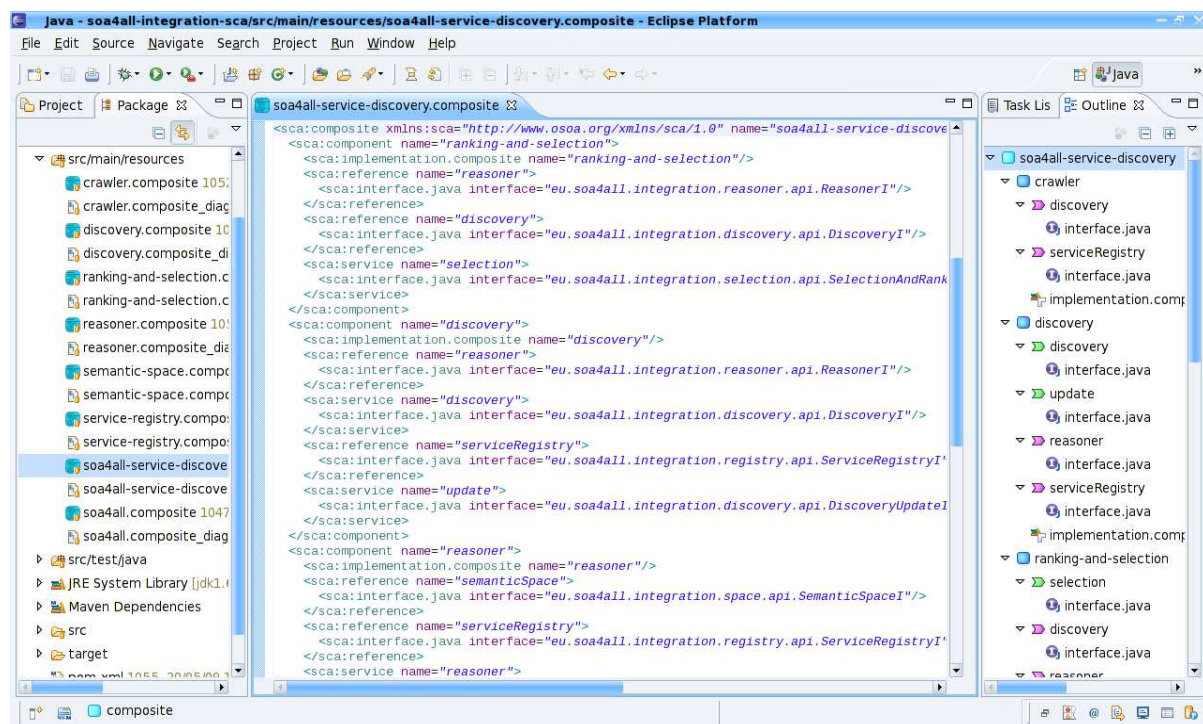 Java - soa4all-integration-sca/src/main/resources/soa4all-service-discovery.composite - Eclipse Platform
File Edit Source Navigate Search Project Run Window Help
Java
Project Package
soa4all-service-discovery.composite
Task Lis Outline
src/main/resources
crawler.composite 1052
crawler.composite_diag
discovery.composite 10
discovery.composite_di
ranking-and-selection.c
ranking-and-selection.c
reasoner.composite 105
reasoner.composite_dia
semantic-space.compo
semantic-space.compo
service-registry.compos
service-registry.compos
soa4all-service-discove
soa4all-service-discove
soa4all.composite 1047
soa4all.composite_diag
src/test/java
JRE System Library [jdk1.6
Maven Dependencies
src
target
pom.xml 1055 20/05/09 1
<sca:composite xmlns:sca="http://www.osoa.org/xmlns/sca/1.0" name="soa4all-service-discove
<sca:component name="ranking-and-selection">
<sca:implementation.composite name="ranking-and-selection"/>
<sca:reference name="reasoner">
<sca:interface.java interface="eu.soa4all.integration.reasoner.api.ReasonerI"/>
</sca:reference>
<sca:reference name="discovery">
<sca:interface.java interface="eu.soa4all.integration.discovery.api.DiscoveryI"/>
</sca:reference>
<sca:service name="selection">
<sca:interface.java interface="eu.soa4all.integration.selection.api.SelectionAndRank
</sca:service>
</sca:component>
<sca:component name="discovery">
<sca:implementation.composite name="discovery"/>
<sca:reference name="reasoner">
<sca:interface.java interface="eu.soa4all.integration.reasoner.api.ReasonerI"/>
</sca:reference>
<sca:service name="discovery">
<sca:interface.java interface="eu.soa4all.integration.discovery.api.DiscoveryI"/>
</sca:service>
<sca:reference name="serviceRegistry">
<sca:interface.java interface="eu.soa4all.integration.registry.api.ServiceRegistryI"
</sca:reference>
<sca:service name="update">
<sca:interface.java interface="eu.soa4all.integration.discovery.api.DiscoveryUpdateI
</sca:service>
</sca:component>
<sca:component name="reasoner">
<sca:implementation.composite name="reasoner"/>
<sca:reference name="semanticSpace">
<sca:interface.java interface="eu.soa4all.integration.space.api.SemanticSpaceI"/>
</sca:reference>
<sca:reference name="serviceRegistry">
<sca:interface.java interface="eu.soa4all.integration.registry.api.ServiceRegistryI"
</sca:reference>
<sca:service name="reasoner">
soa4all-service-discovery
crawler
discovery
interface.java
serviceRegistry
interface.java
implementation.comp
discovery
discovery
interface.java
update
interface.java
reasoner
interface.java
serviceRegistry
interface.java
implementation.comp
ranking-and-selection
selection
interface.java
discovery
interface.java
reasoner
composite